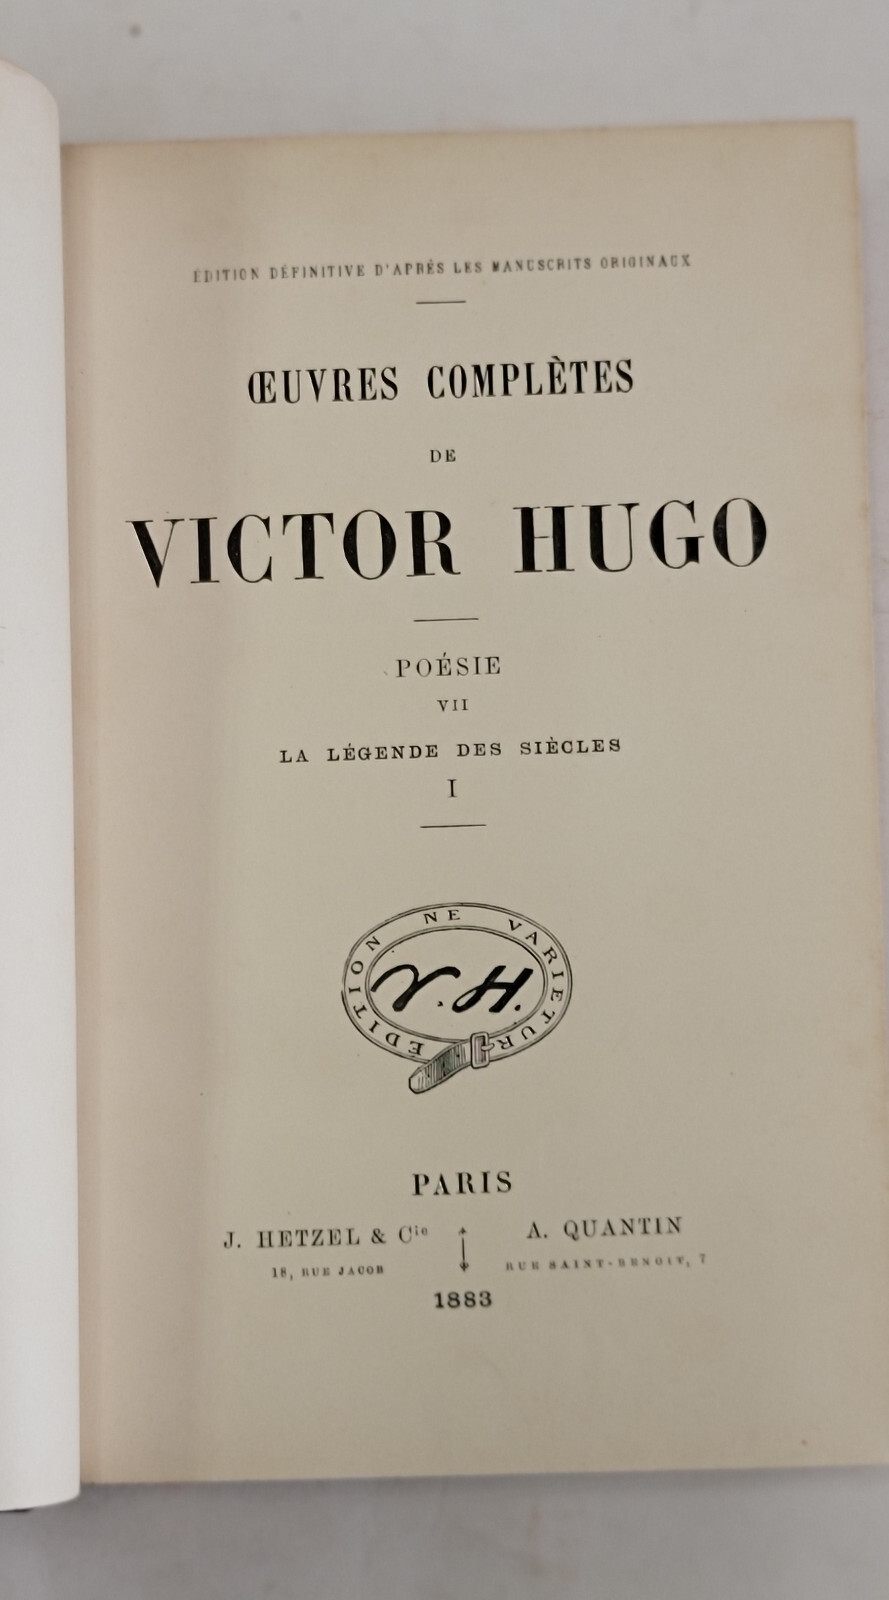 ÉDITION DÉFINITIVE D'APRÈS LES MANUSCRITS ORIGINAUX
ŒUVRES COMPLÈTES
DE
VICTOR HUGO
POÉSIE
VII
LA LÉGENDE DES SIÈCLES
I
ÉDITION NE VARIETUR
V.H.
PARIS
J. HETZEL & Cie
18, RUE JACOB
A. QUANTIN
RUE SAINT-BENOIT, 7
1883